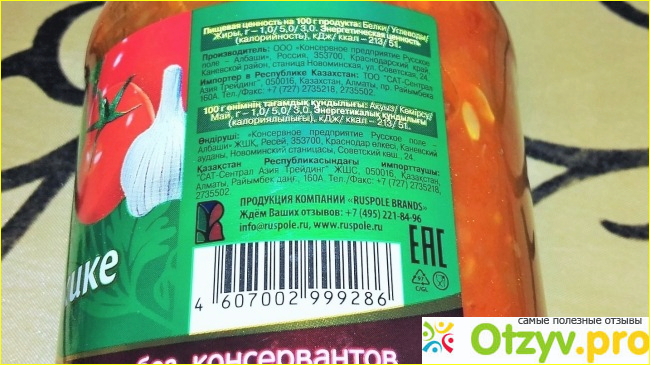 Пищевая ценность на 100 г продукта: Белки/ Углеводы/
Жиры, г – 1,0/ 5,0/ 3,0. Энергетическая ценность
(калорийность), кДж/ ккал – 213/ 51.
Производитель: ООО «Консервное предприятие Русское
поле – Албаши», Россия, 353700, Краснодарский край,
Каневской район, станица Новоминская, ул. Советская, 24.
Импортер в Республике Казахстан: ТОО "САТ-Сентрал
Азия Трейдинг", 050016, Казахстан, Алматы, пр. Райымбека
160А. Тел./Факс: +7 (727) 2735218, 2735502.
100 г өнімнің тағамдық құндылығы: Ақуыз/ Көмірсу/
Май, г – 1,0/ 5,0/ 3,0. Энергетикалық құндылығы
(калориялылығы), кДж/ ккал – 213/ 51.
Өндіруші: «Консервное предприятие Русское поле -
Албаши» ЖШҚ, Ресей, 353700, Краснодар өлкесі, Каневский
ауданы, Новоминский станицасы, Советский көш., 24.
Қазақстан Республикасындағы импорттаушы:
"САТ-Сентрал Азия Трейдинг" ЖШС, 050016, Казахстан,
Алматы, Райымбек даңғ., 160А. Тел./Факс: +7 (727) 2735218,
2735502.
ПРОДУКЦИЯ КОМПАНИИ «RUSPOLE BRANDS»
Ждём Ваших отзывов: +7 (495) 221-84-96
info@ruspole.ru, www.ruspole.ru
ике
EAC
97
C/GL
4 607002 999286
без консервантов
самые полезные отзывы
Otzyv.pro